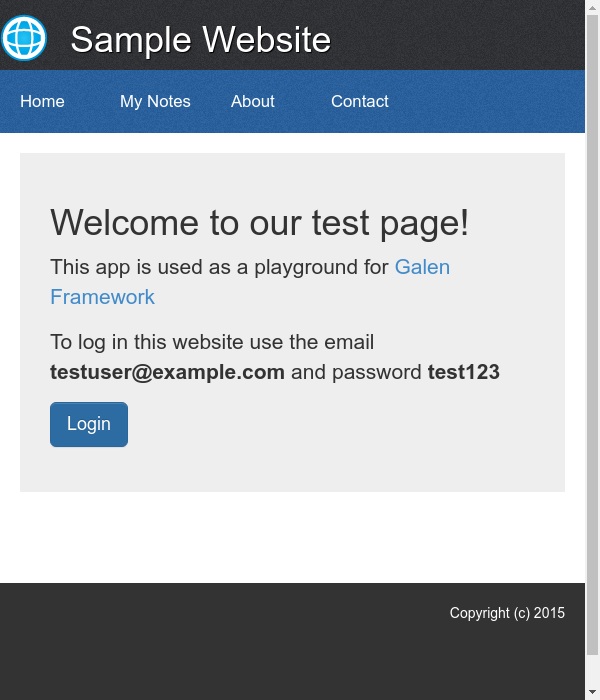 Sample Website
Home My Notes About Contact
Welcome to our test page!
This app is used as a playground for Galen
Framework
To log in this website use the email
testuser@example.com and password test123
Login
Copyright (c) 2015